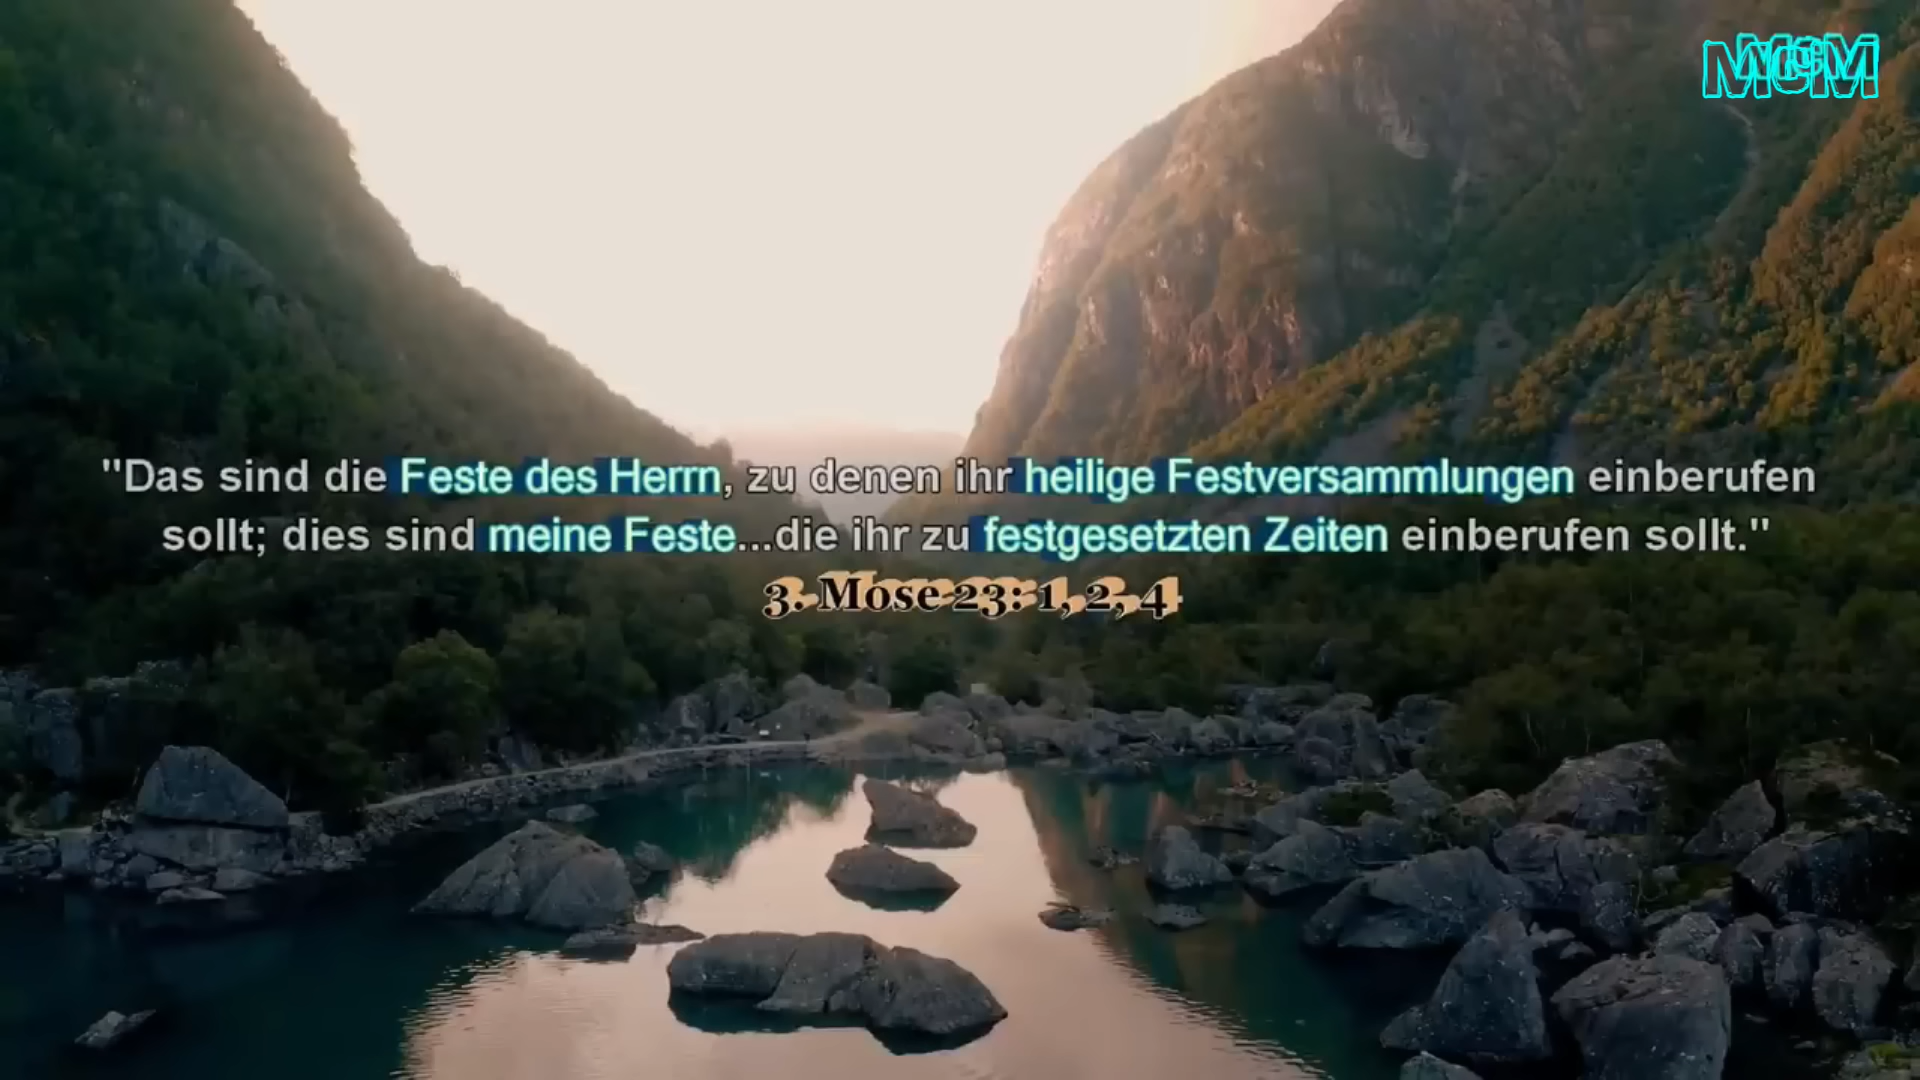 McM
"Das sind die Feste des Herrn, zu denen ihr heilige Festversammlungen einberufen
sollt; dies sind meine Feste...die ihr zu festgesetzten Zeiten einberufen sollt."
3. Mose 23: 1, 2, 4